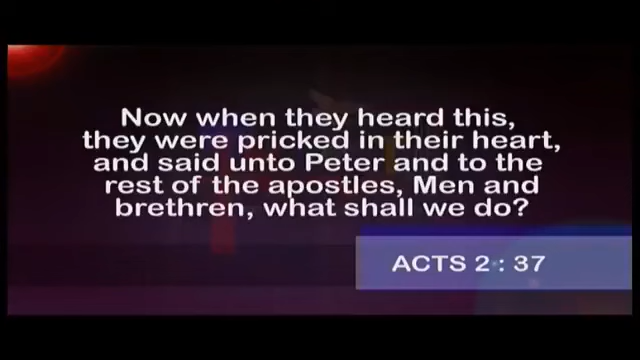 Now when they heard this,
they were pricked in their heart,
and said unto Peter and to the
rest of the apostles, Men and
brethren, what shall we do?
ACTS 2 : 37